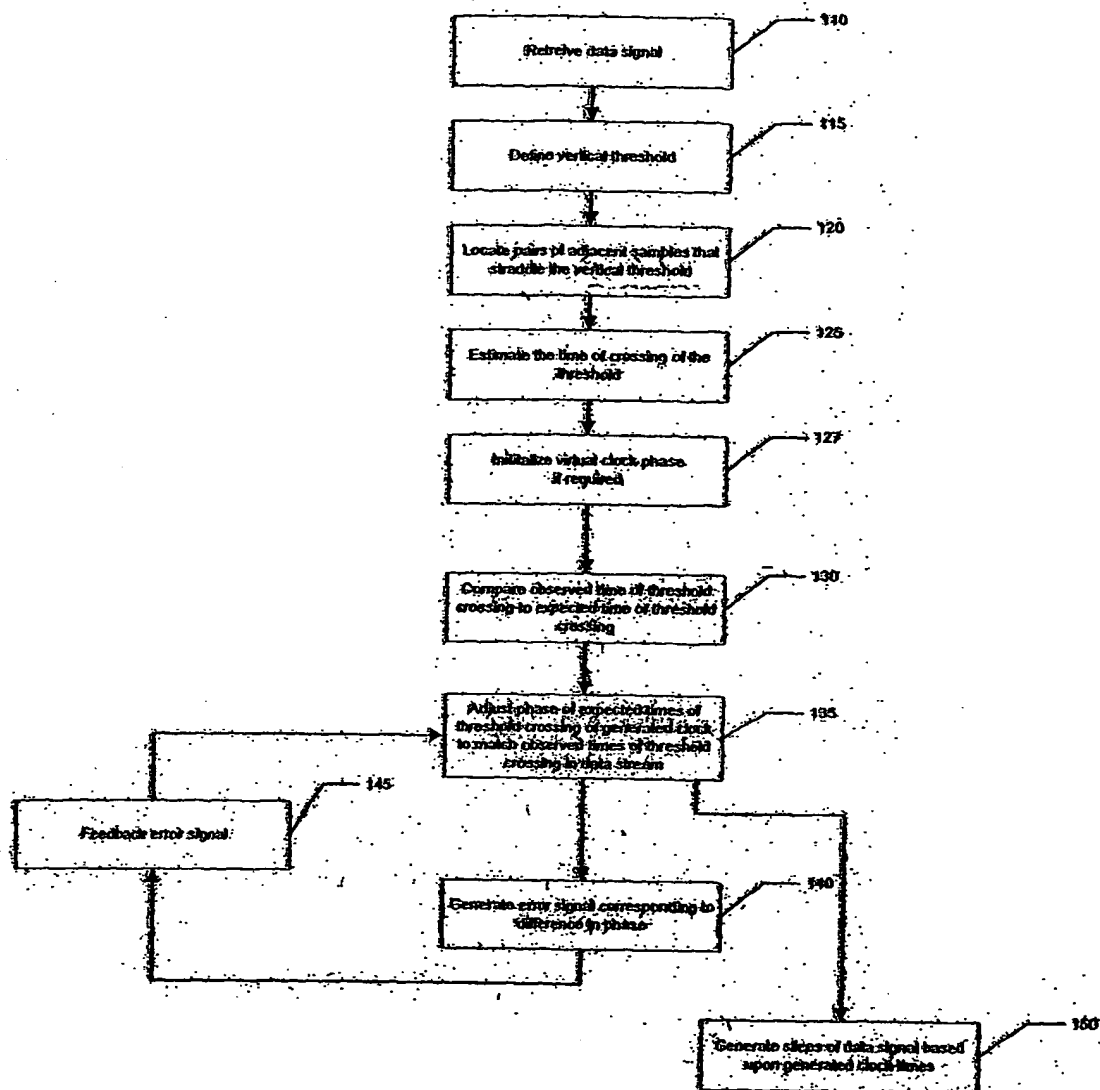 Retreive data signal
110
Define vertical threshold
115
Locate pairs of adjacent samples that
straddle the vertical threshold
120
Estimate the time of crossing of the
threshold
125
Initialize virtual clock phase
if required
127
Compare observed time of threshold
crossing to expected time of threshold
crossing
130
Adjust phase of expected times of
threshold crossing of generated clock
to match observed times of threshold
crossing in data stream
135
Feedback error signal
145
Generate error signal corresponding to
difference in phase
140
Generate slices of data signal based
upon generated clock times
150